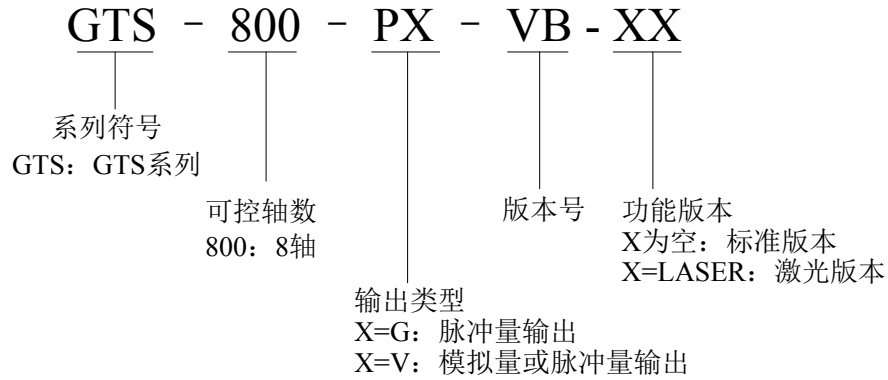 GTS - 800 - PX - VB - XX
系列符号
GTS：GTS系列
可控轴数
800：8轴
输出类型
X=G：脉冲量输出
X=V：模拟量或脉冲量输出
版本号
功能版本
X为空：标准版本
X=LASER：激光版本